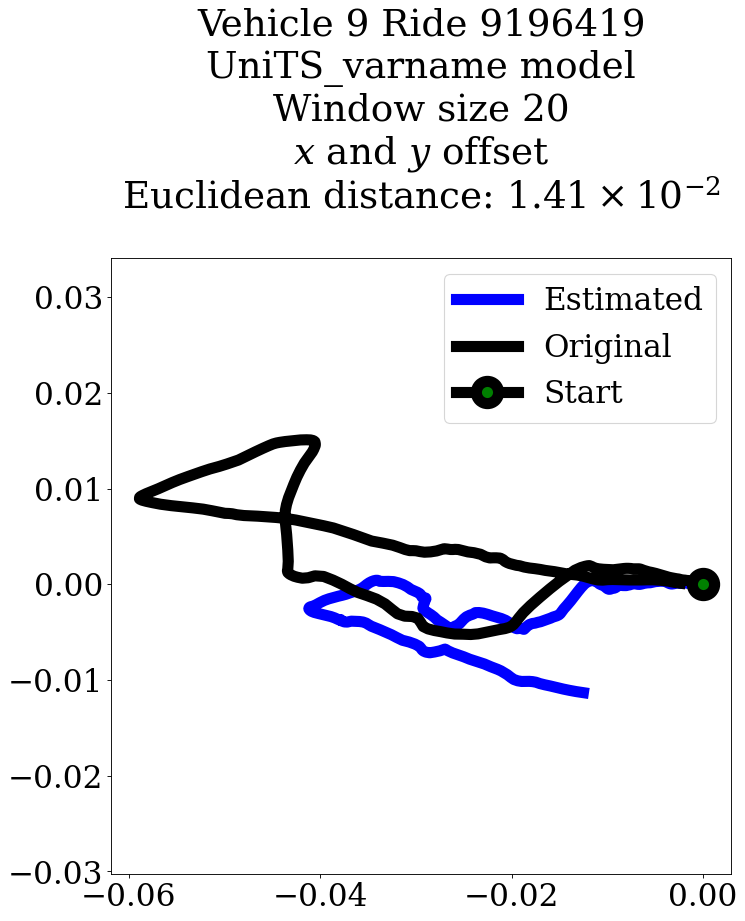 Vehicle 9 Ride 9196419
UniTS_varname model
Window size 20
x and y offset
Euclidean distance: 1.41 × 10⁻²
Estimated
Original
Start
0.03
0.02
0.01
0.00
−0.01
−0.02
−0.03
−0.06
−0.04
−0.02
0.00